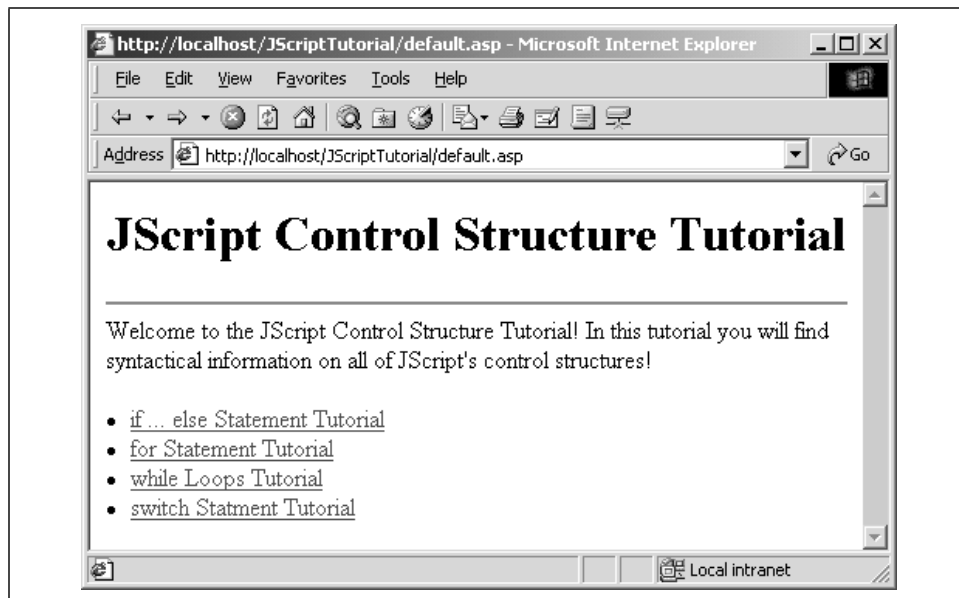 http://localhost/JScriptTutorial/default.asp - Microsoft Internet Explorer
File Edit View Favorites Tools Help
Address http://localhost/JScriptTutorial/default.asp Go
JScript Control Structure Tutorial
Welcome to the JScript Control Structure Tutorial! In this tutorial you will find
syntactical information on all of JScript's control structures!
• if ... else Statement Tutorial
• for Statement Tutorial
• while Loops Tutorial
• switch Statment Tutorial
Local intranet